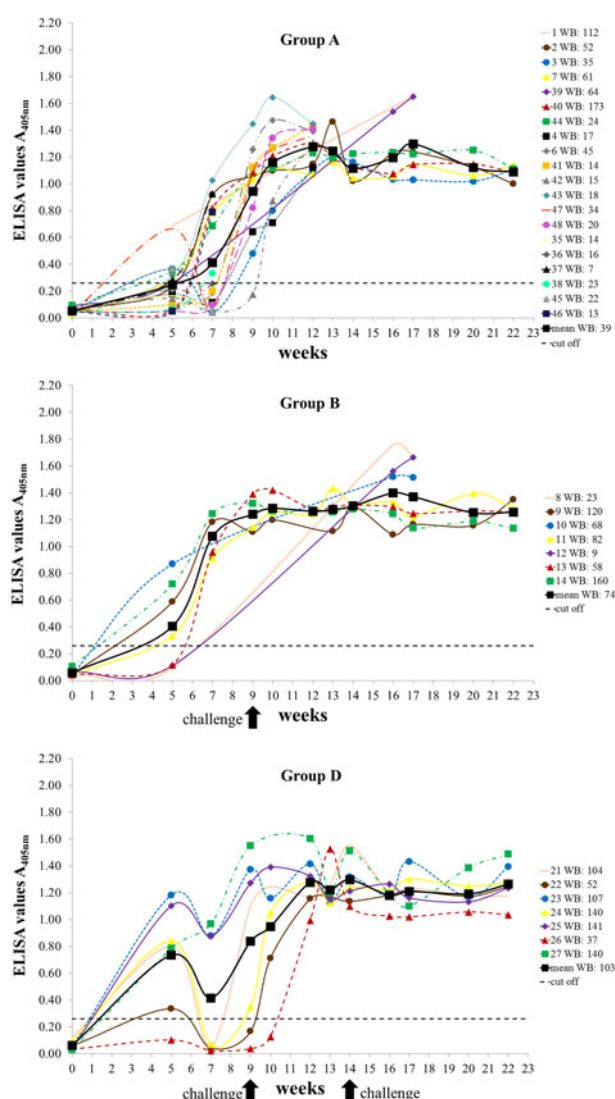 Group A
ELISA values A405nm
2.20
2.00
1.80
1.60
1.40
1.20
1.00
0.80
0.60
0.40
0.20
0.00
0 1 2 3 4 5 6 7 8 9 10 11 12 13 14 15 16 17 18 19 20 21 22 23
weeks
1 WB: 112
2 WB: 52
3 WB: 35
7 WB: 61
39 WB: 64
40 WB: 173
44 WB: 24
4 WB: 17
6 WB: 45
41 WB: 14
42 WB: 15
43 WB: 18
47 WB: 34
48 WB: 20
35 WB: 14
36 WB: 16
37 WB: 7
38 WB: 23
45 WB: 22
46 WB: 13
mean WB: 39
cut off
Group B
ELISA values A405nm
2.20
2.00
1.80
1.60
1.40
1.20
1.00
0.80
0.60
0.40
0.20
0.00
0 1 2 3 4 5 6 7 8 9 10 11 12 13 14 15 16 17 18 19 20 21 22 23
challenge weeks
8 WB: 23
9 WB: 120
10 WB: 68
11 WB: 82
12 WB: 9
13 WB: 58
14 WB: 160
mean WB: 74
cut off
Group D
ELISA values A405nm
2.20
2.00
1.80
1.60
1.40
1.20
1.00
0.80
0.60
0.40
0.20
0.00
0 1 2 3 4 5 6 7 8 9 10 11 12 13 14 15 16 17 18 19 20 21 22 23
challenge weeks challenge
21 WB: 104
22 WB: 52
23 WB: 107
24 WB: 140
25 WB: 141
26 WB: 37
27 WB: 140
mean WB: 103
cut off